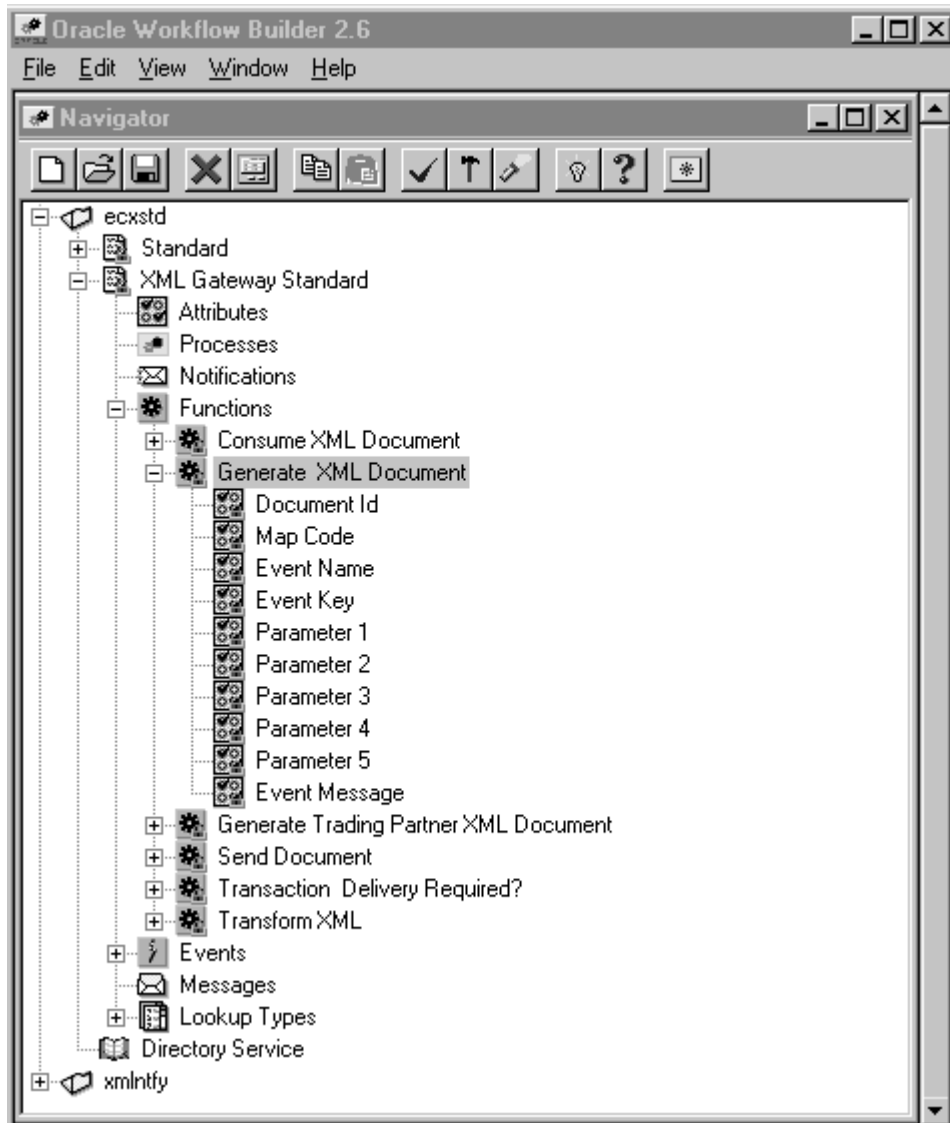 Oracle Workflow Builder 2.6
File Edit View Window Help
Navigator
ecxstd
Standard
XML Gateway Standard
Attributes
Processes
Notifications
Functions
Consume XML Document
Generate XML Document
Document Id
Map Code
Event Name
Event Key
Parameter 1
Parameter 2
Parameter 3
Parameter 4
Parameter 5
Event Message
Generate Trading Partner XML Document
Send Document
Transaction Delivery Required?
Transform XML
Events
Messages
Lookup Types
Directory Service
xmlntfy